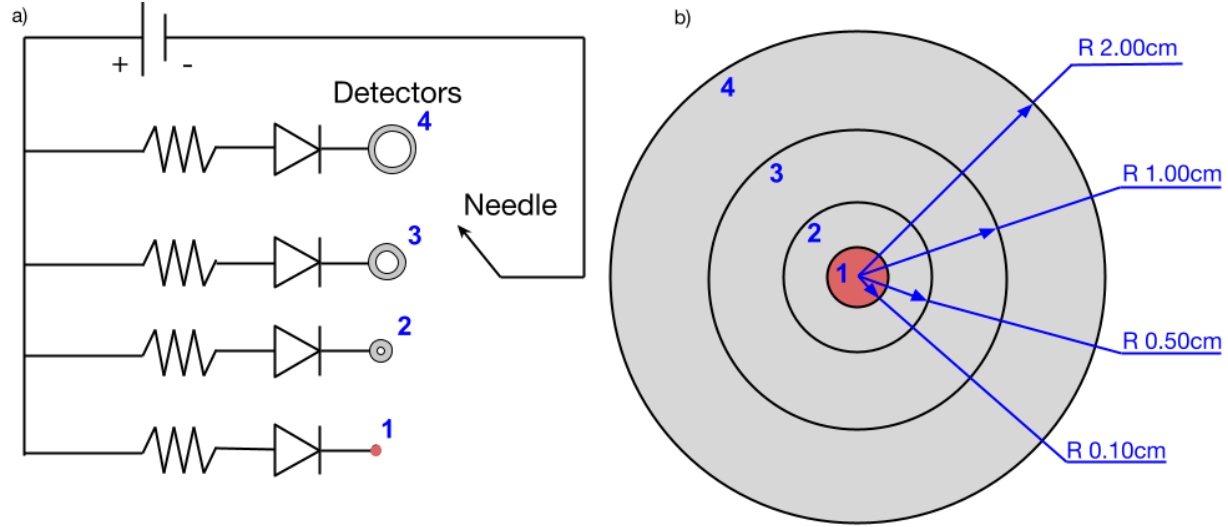 a)
+ -
Detectors
4
Needle
3
2
1
b)
R 2.00cm
4
3
R 1.00cm
2
1
R 0.50cm
R 0.10cm